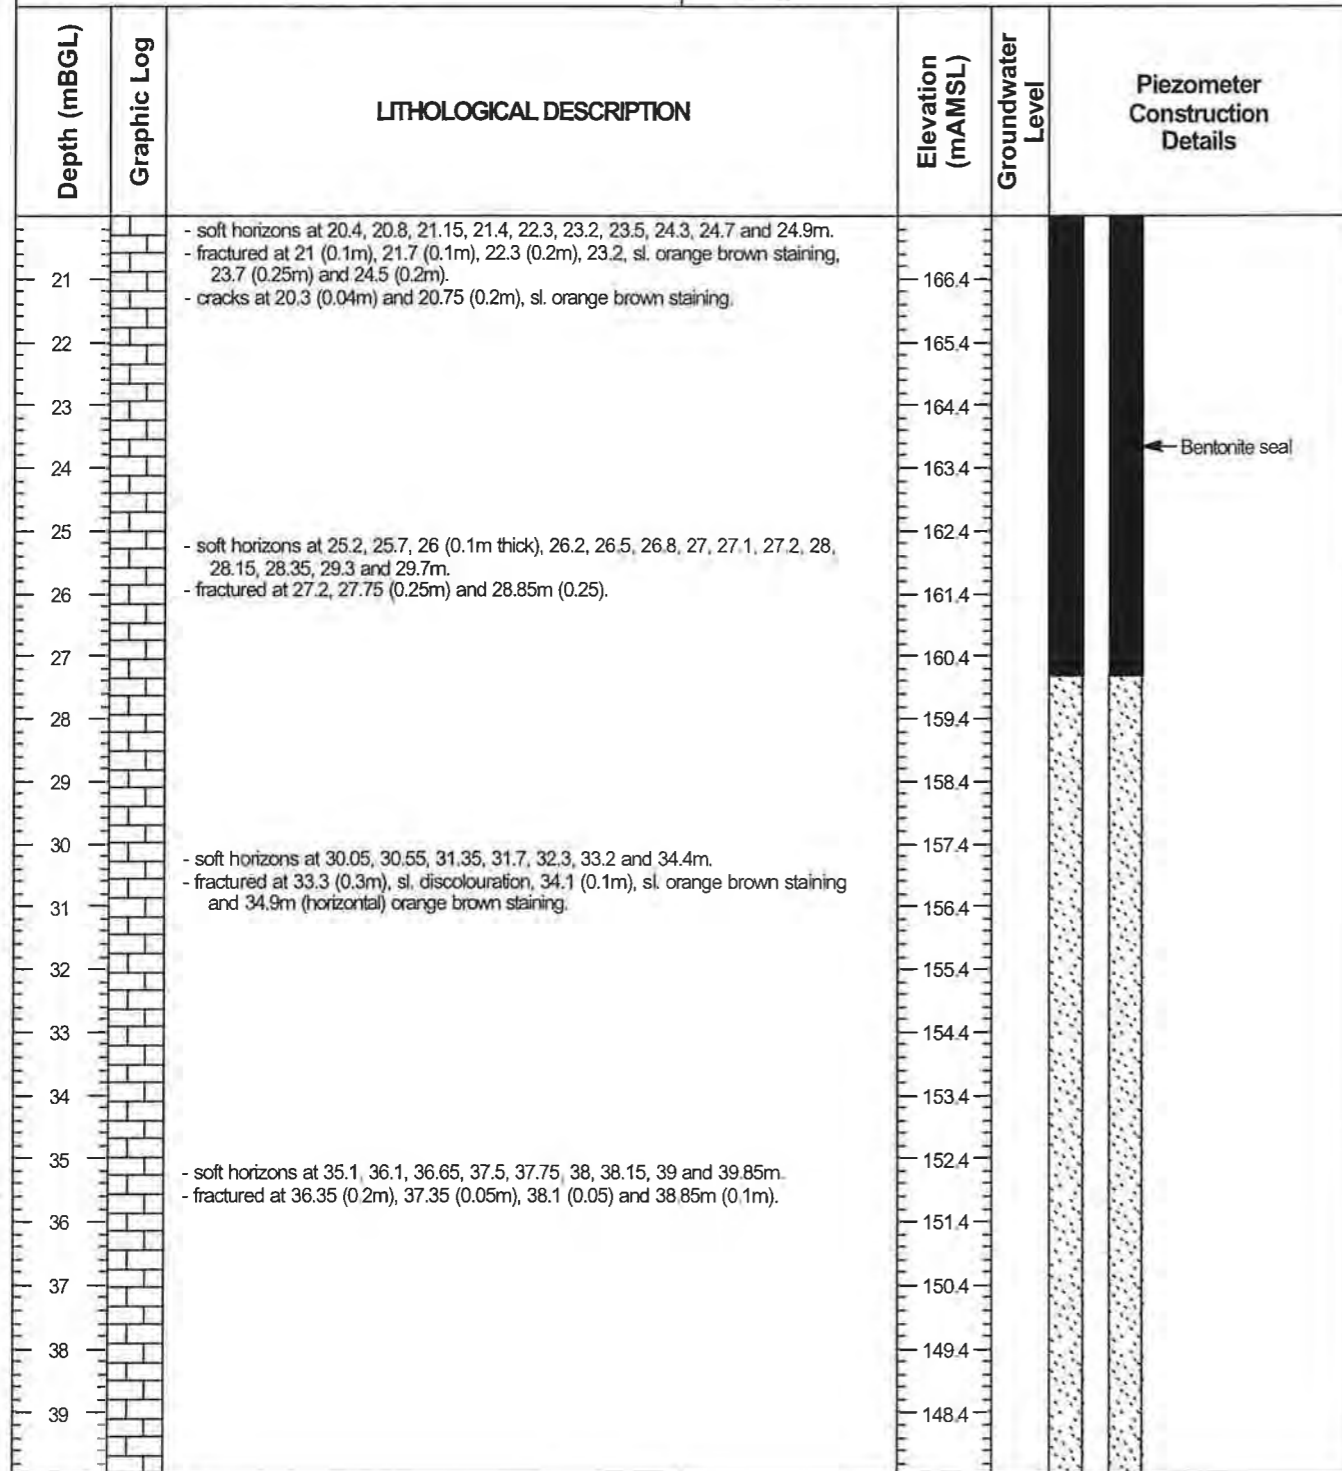 Depth (mBGL)
Graphic Log
LITHOLOGICAL DESCRIPTION
Elevation
(mAMSL)
Groundwater
Level
Piezometer
Construction
Details
- soft horizons at 20.4, 20.8, 21.15, 21.4, 22.3, 23.2, 23.5, 24.3, 24.7 and 24.9m.
- fractured at 21 (0.1m), 21.7 (0.1m), 22.3 (0.2m), 23.2, sl. orange brown staining,
23.7 (0.25m) and 24.5 (0.2m).
- cracks at 20.3 (0.04m) and 20.75 (0.2m), sl. orange brown staining.
21
166.4
22
165.4
23
164.4
Bentonite seal
24
163.4
25
162.4
- soft horizons at 25.2, 25.7, 26 (0.1m thick), 26.2, 26.5, 26.8, 27, 27.1, 27.2, 28,
28.15, 28.35, 29.3 and 29.7m.
- fractured at 27.2, 27.75 (0.25m) and 28.85m (0.25).
26
161.4
27
160.4
28
159.4
29
158.4
30
157.4
- soft horizons at 30.05, 30.55, 31.35, 31.7, 32.3, 33.2 and 34.4m.
- fractured at 33.3 (0.3m), sl. discolouration, 34.1 (0.1m), sl. orange brown staining
and 34.9m (horizontal) orange brown staining.
31
156.4
32
155.4
33
154.4
34
153.4
35
152.4
- soft horizons at 35.1, 36.1, 36.65, 37.5, 37.75, 38, 38.15, 39 and 39.85m.
- fractured at 36.35 (0.2m), 37.35 (0.05m), 38.1 (0.05) and 38.85m (0.1m).
36
151.4
37
150.4
38
149.4
39
148.4